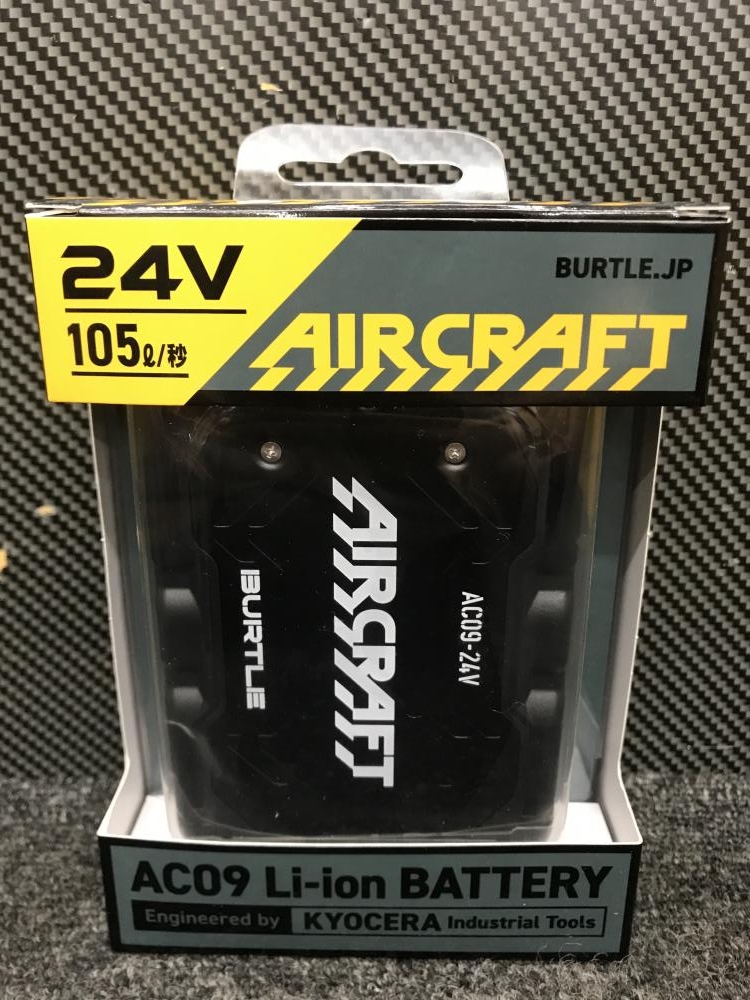 24V
105ℓ/秒
BURTLE.JP
AIRCRAFT
AC09-24V
AIRCRAFT
BURTLE
AC09 Li-ion BATTERY
Engineered by KYOCERA Industrial Tools